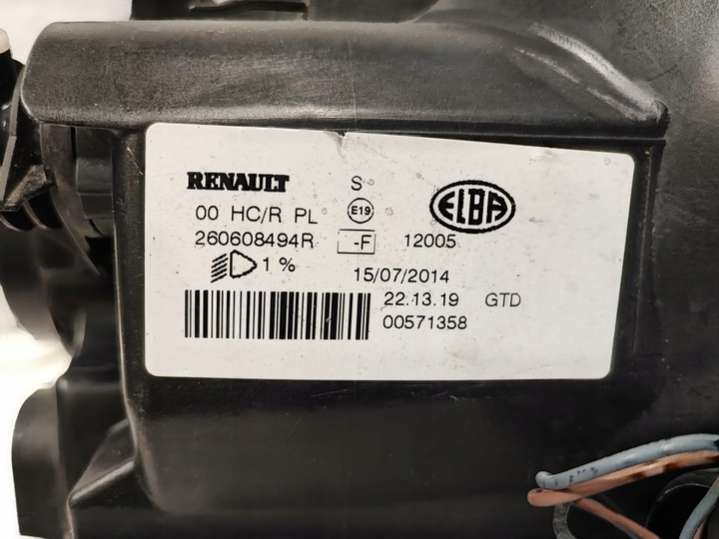 RENAULT S
00 HC/R PL E19 ELBA
260608494R -F 12005
1 %
15/07/2014
22.13.19 GTD
00571358